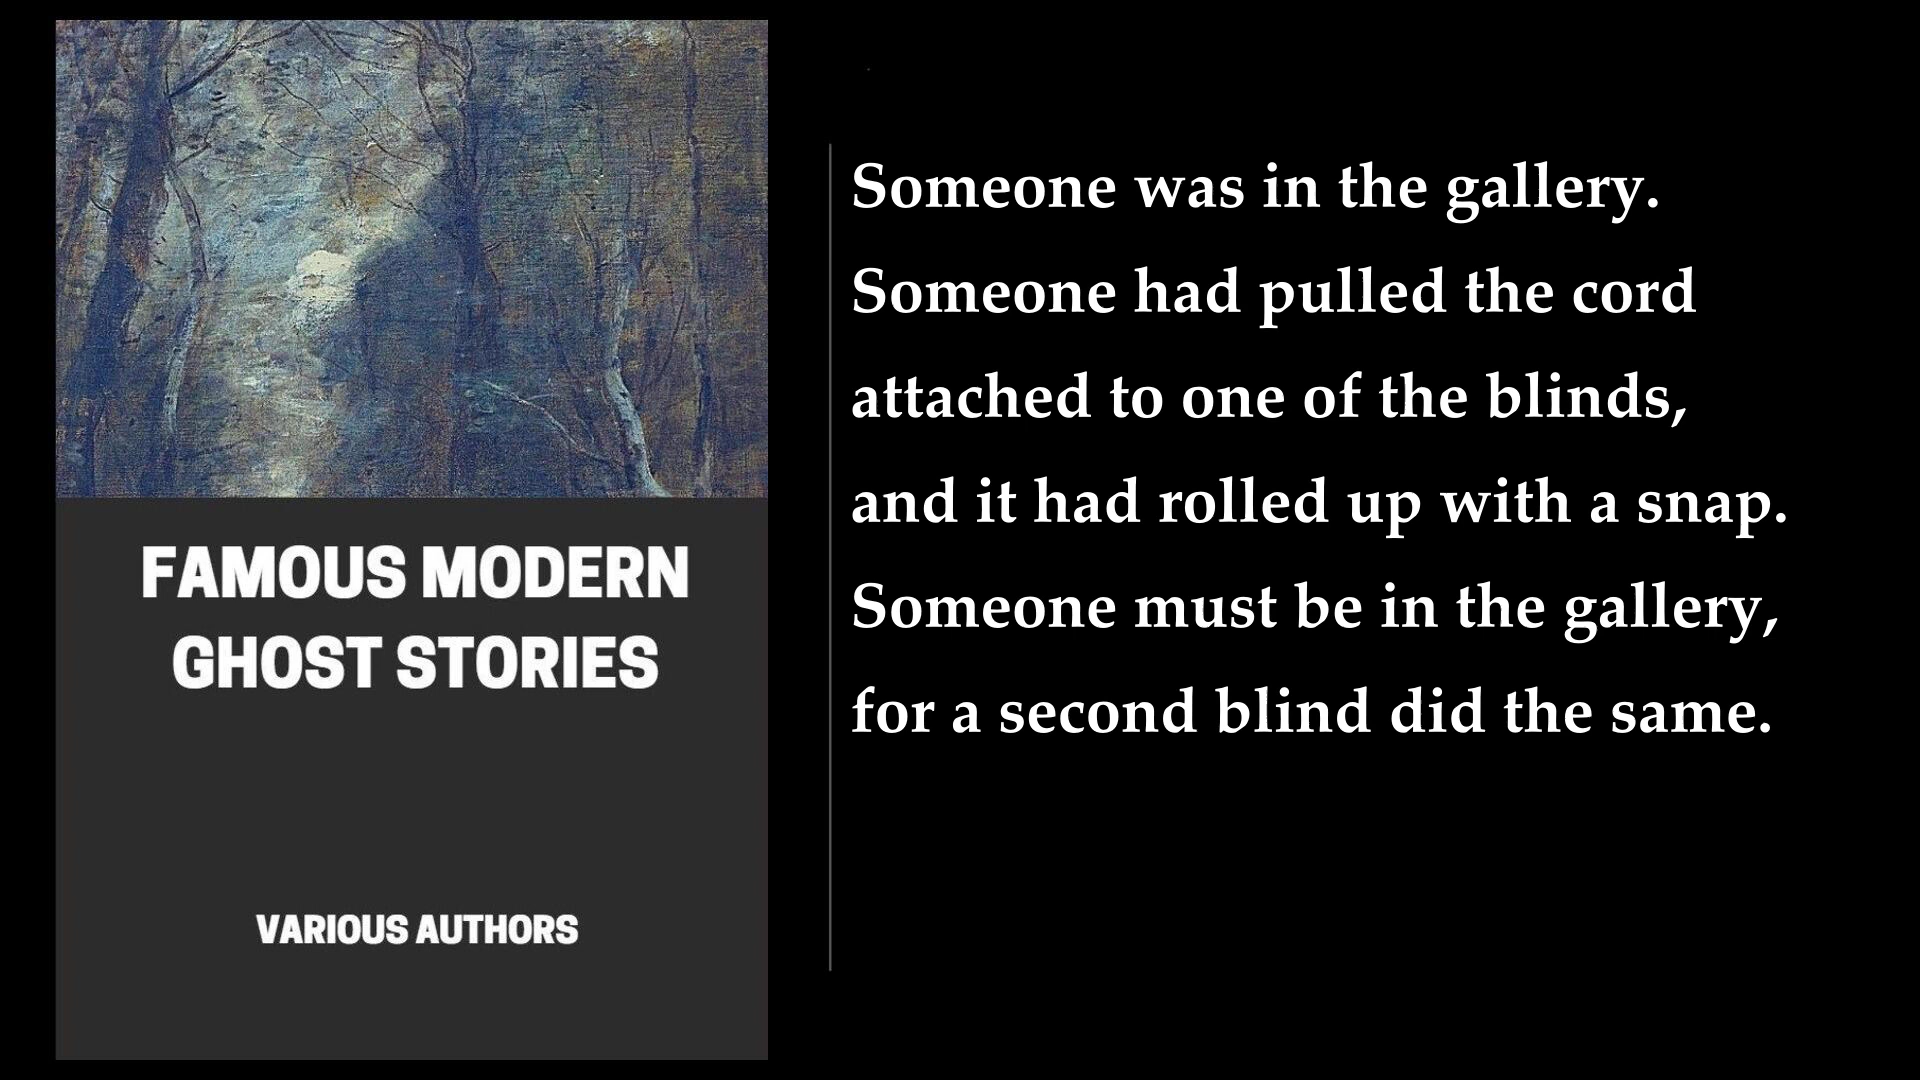 FAMOUS MODERN
GHOST STORIES
VARIOUS AUTHORS
Someone was in the gallery.
Someone had pulled the cord
attached to one of the blinds,
and it had rolled up with a snap.
Someone must be in the gallery,
for a second blind did the same.